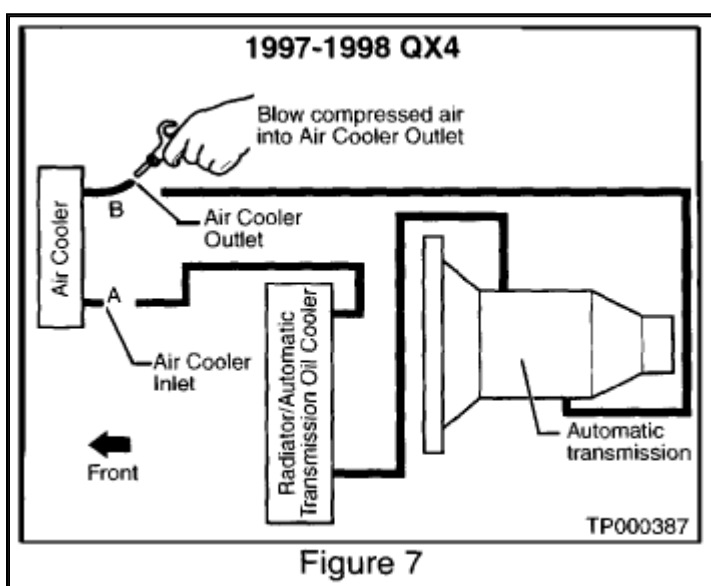 1997-1998 QX4
Blow compressed air
into Air Cooler Outlet
Air Cooler
B
Air Cooler
Outlet
A
Air Cooler
Inlet
Radiator/Automatic
Transmission Oil Cooler
Automatic
transmission
Front
TP000387
Figure 7